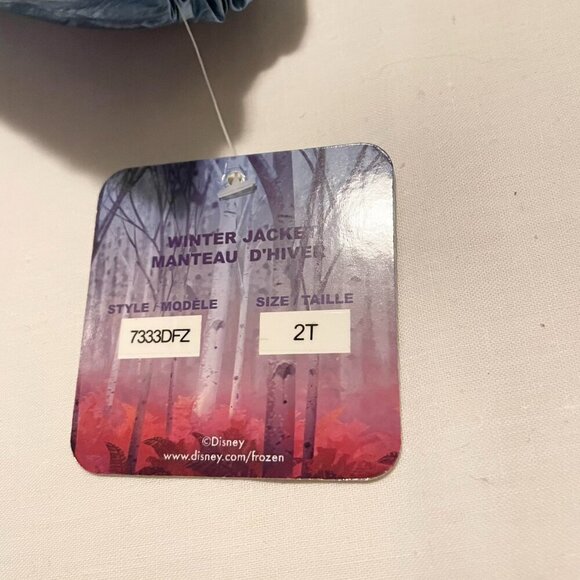 WINTER JACKET
MANTEAU D'HIVER
STYLE / MODÈLE SIZE / TAILLE
7333DFZ 2T
©Disney
www.disney.com/frozen